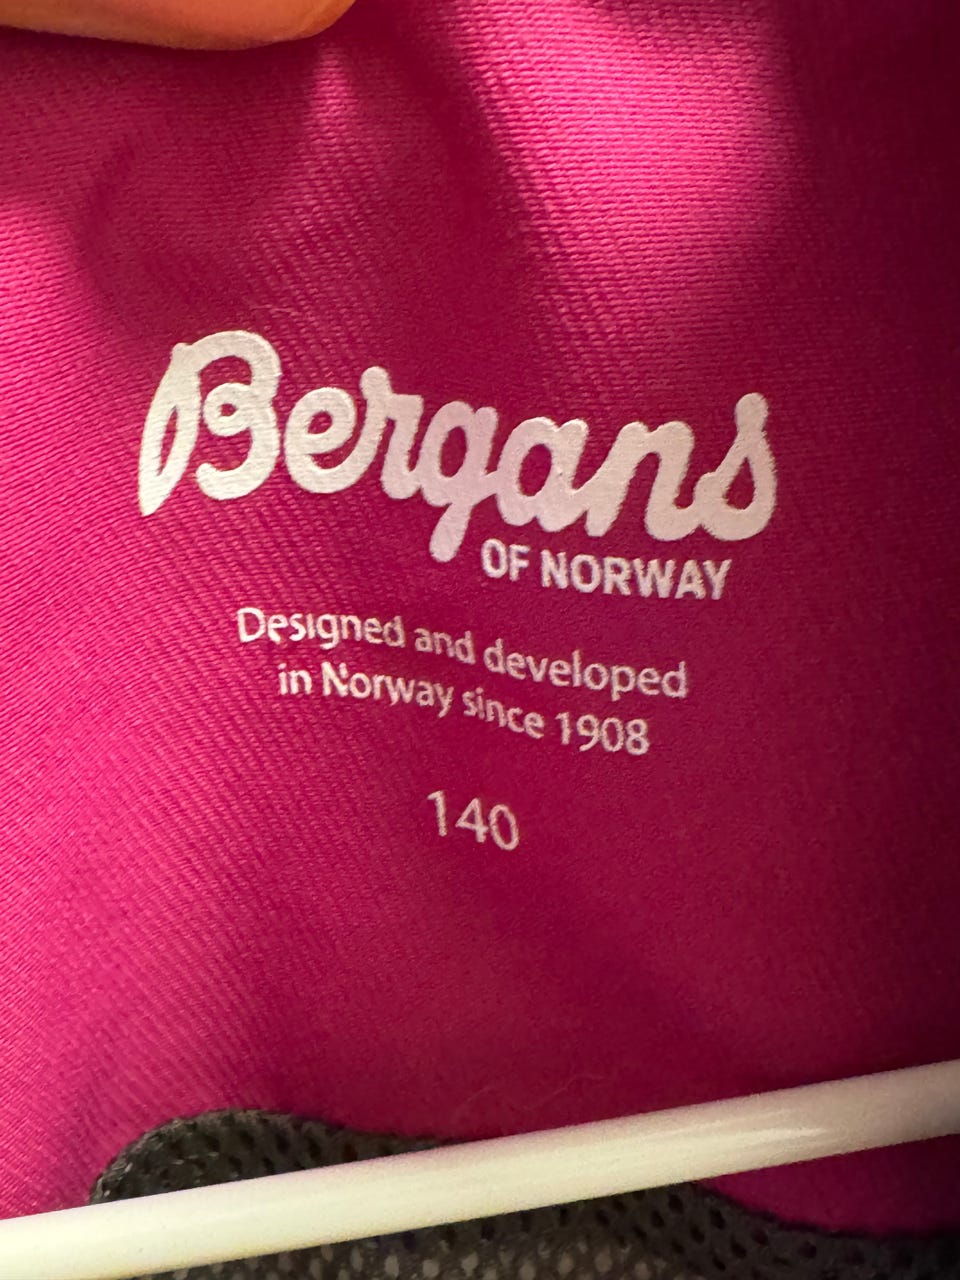 Bergans
OF NORWAY
Designed and developed
in Norway since 1908
140